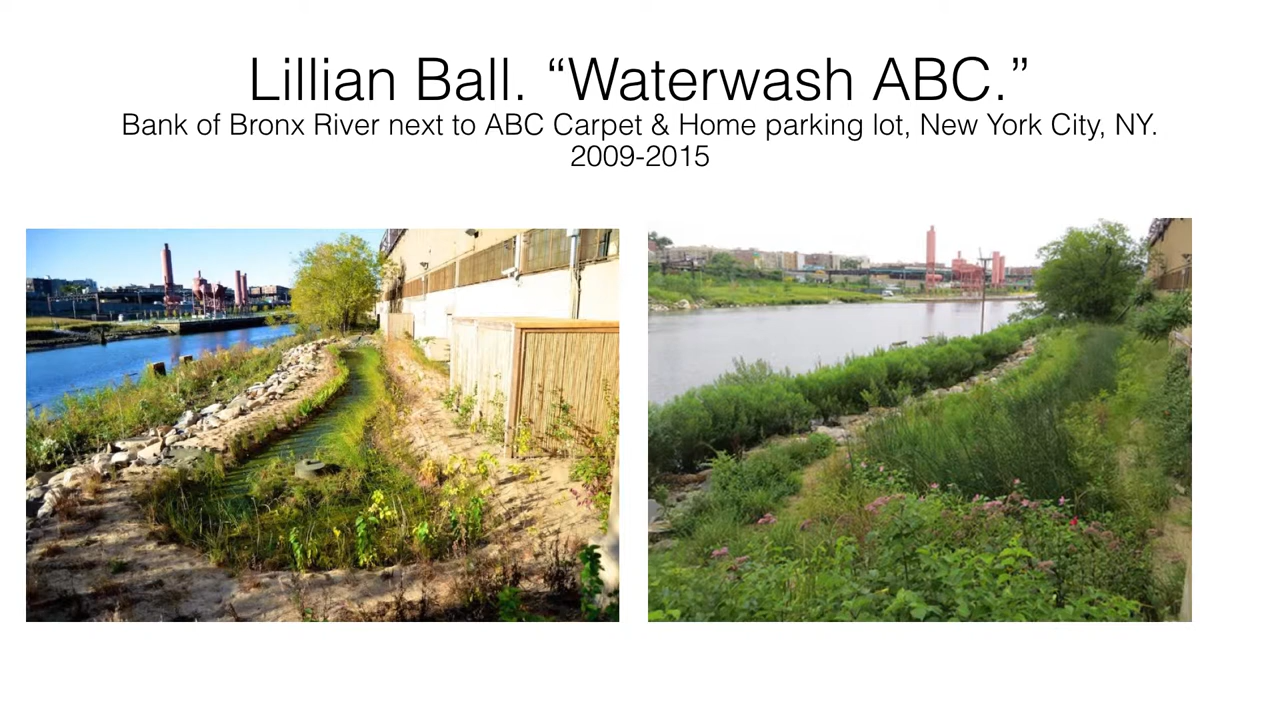 Lillian Ball. “Waterwash ABC.”
Bank of Bronx River next to ABC Carpet & Home parking lot, New York City, NY.
2009-2015